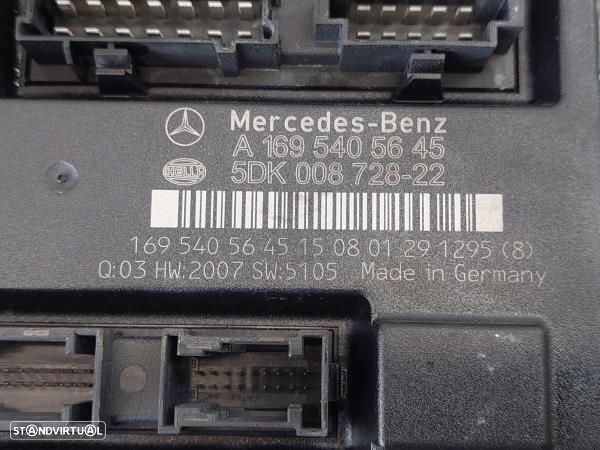 Mercedes-Benz
A 169 540 56 45
HELLA
5DK 008 728-22
169 540 56 45 15 08 01 29 1295 (8)
Q:03 HW:2007 SW:5105 Made in Germany
STANDVIRTUAL